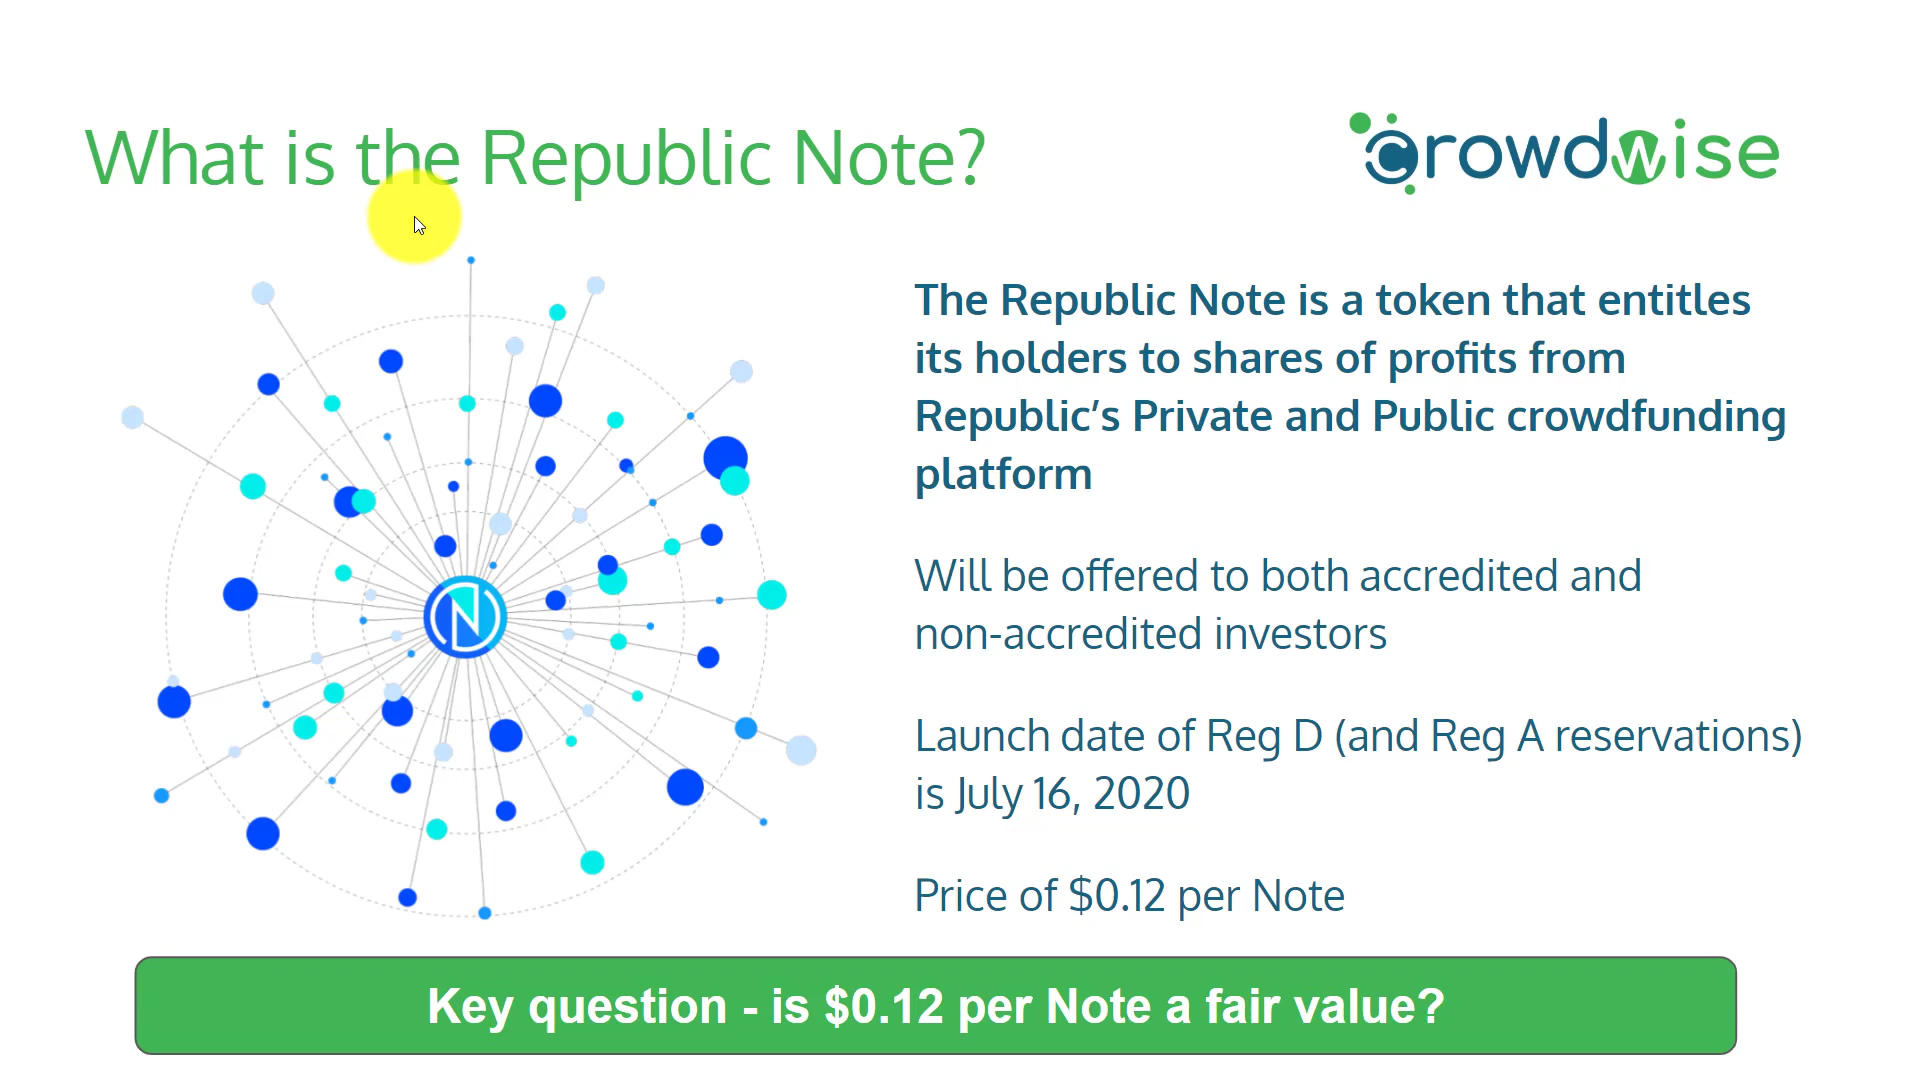 What is the Republic Note?
crowdwise
The Republic Note is a token that entitles
its holders to shares of profits from
Republic's Private and Public crowdfunding
platform
Will be offered to both accredited and
non-accredited investors
Launch date of Reg D (and Reg A reservations)
is July 16, 2020
Price of $0.12 per Note
N
Key question - is $0.12 per Note a fair value?